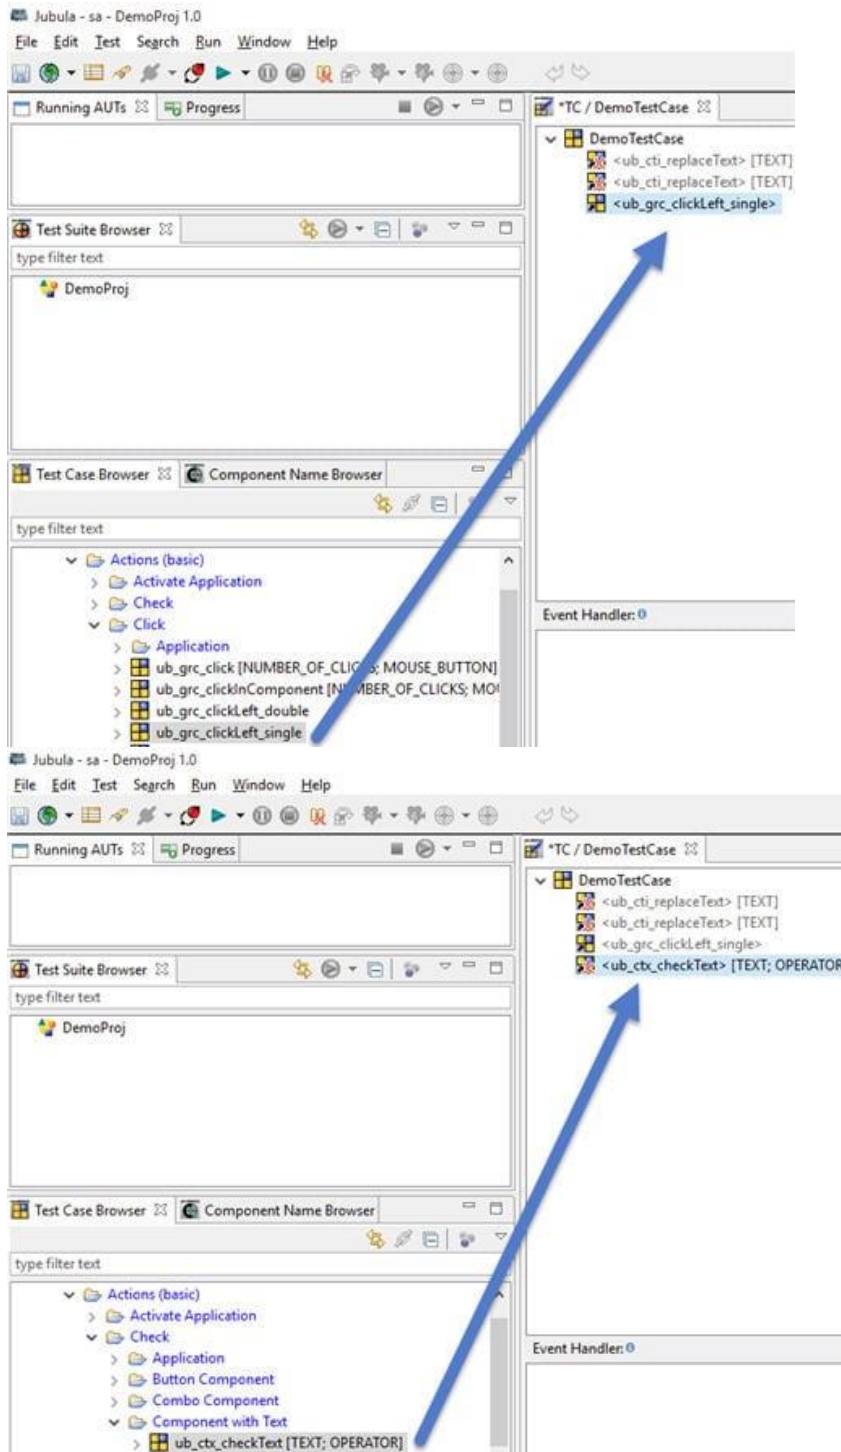 Jubula - sa - DemoProj 1.0
File Edit Test Search Run Window Help
Running AUTs Progress
*TC / DemoTestCase
DemoTestCase
<ub_cti_replaceText> [TEXT]
<ub_cti_replaceText> [TEXT]
<ub_grc_clickLeft_single>
Test Suite Browser
type filter text
DemoProj
Test Case Browser Component Name Browser
type filter text
Actions (basic)
Activate Application
Check
Click
Application
ub_grc_click [NUMBER_OF_CLICKS; MOUSE_BUTTON]
ub_grc_clickInComponent [NUMBER_OF_CLICKS; MOU
ub_grc_clickLeft_double
ub_grc_clickLeft_single
Event Handler:
Jubula - sa - DemoProj 1.0
File Edit Test Search Run Window Help
Running AUTs Progress
*TC / DemoTestCase
DemoTestCase
<ub_cti_replaceText> [TEXT]
<ub_cti_replaceText> [TEXT]
<ub_grc_clickLeft_single>
<ub_ctx_checkText> [TEXT; OPERATOR
Test Suite Browser
type filter text
DemoProj
Test Case Browser Component Name Browser
type filter text
Actions (basic)
Activate Application
Check
Application
Button Component
Combo Component
Component with Text
ub_ctx_checkText [TEXT; OPERATOR]
Event Handler: